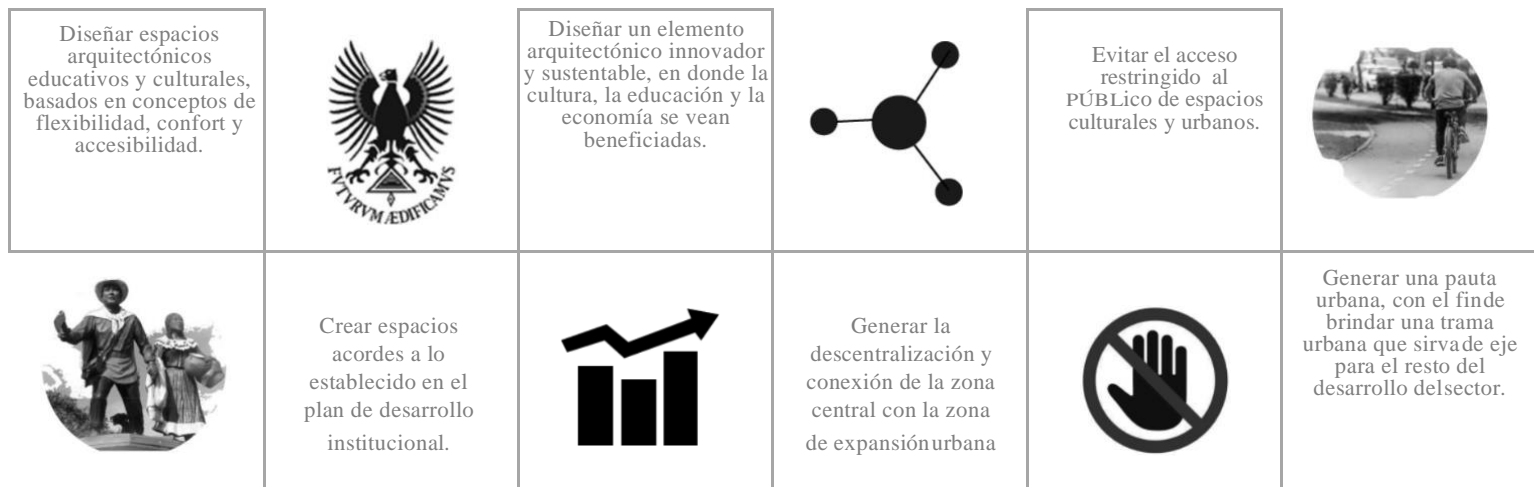 Diseñar espacios
arquitectónicos
educativos y culturales,
basados en conceptos de
flexibilidad, confort y
accesibilidad.
FVTVRVM ÆDIFICAMVS
Diseñar un elemento
arquitectónico innovador
y sustentable, en donde la
cultura, la educación y la
economía se vean
beneficiadas.
Evitar el acceso
restringido al
PÚBLico de espacios
culturales y urbanos.
Crear espacios
acordes a lo
establecido en el
plan de desarrollo
institucional.
Generar la
descentralización y
conexión de la zona
central con la zona
de expansión urbana
Generar una pauta
urbana, con el finde
brindar una trama
urbana que sirva de eje
para el resto del
desarrollo delsector.